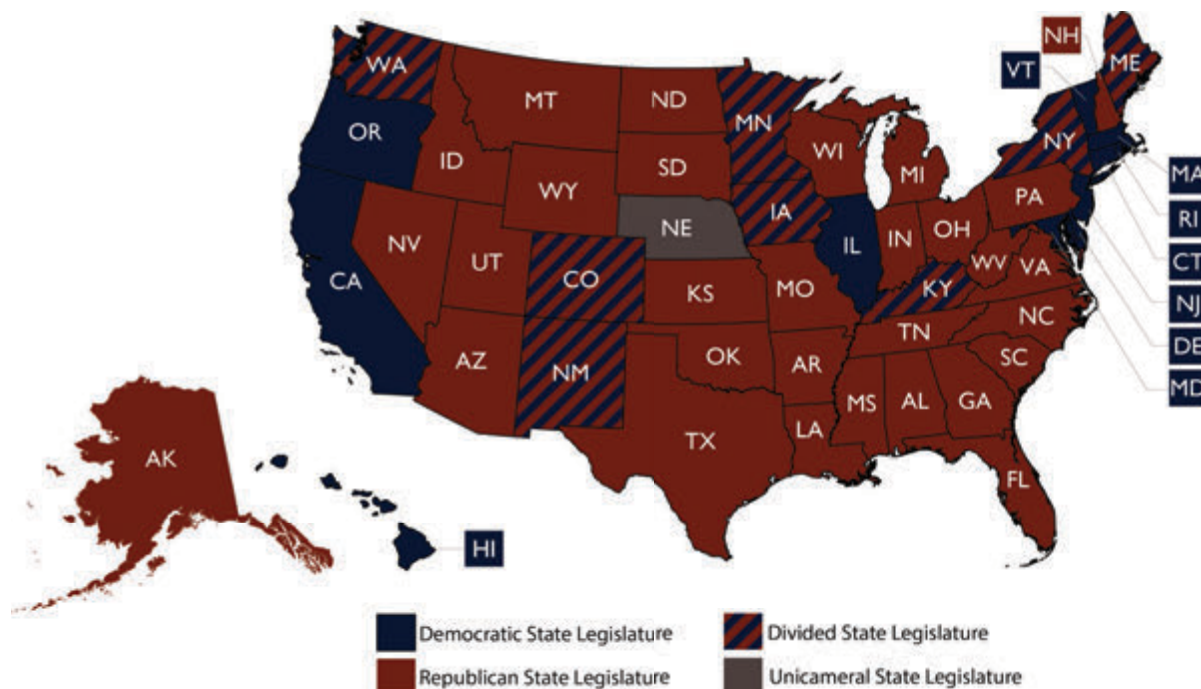 NH
WA
ME
VT
MT
ND
MN
OR
NY
ID
WI
SD
MI
MA
WY
PA
RI
IA
NE
OH
NV
IN
IL
UT
CO
WV
VA
CT
CA
KS
MO
KY
NJ
NC
TN
DE
OK
AZ
AR
SC
NM
MD
MS
AL
GA
LA
TX
AK
FL
HI
Democratic State Legislature
Divided State Legislature
Republican State Legislature
Unicameral State Legislature